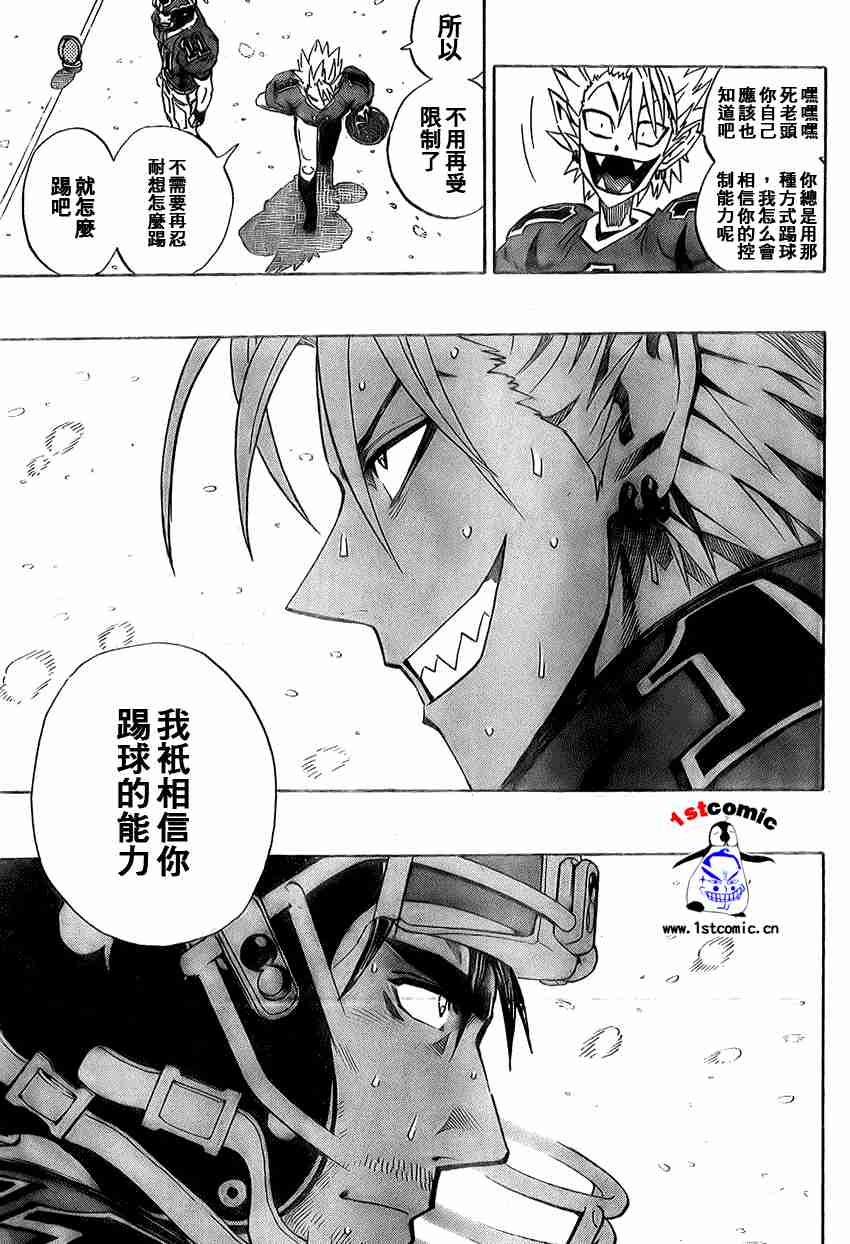 嘿嘿嘿
死老頭
你自己
應該也
知道吧
你總是用那
種方式踢球
，我怎么會
相信你的控
制能力呢
所以
不用再受
限制了
不需要再忍
耐想怎么踢
就怎麼
踢吧
我衹相信你
踢球的能力
1stcomic
www.1stcomic.cn